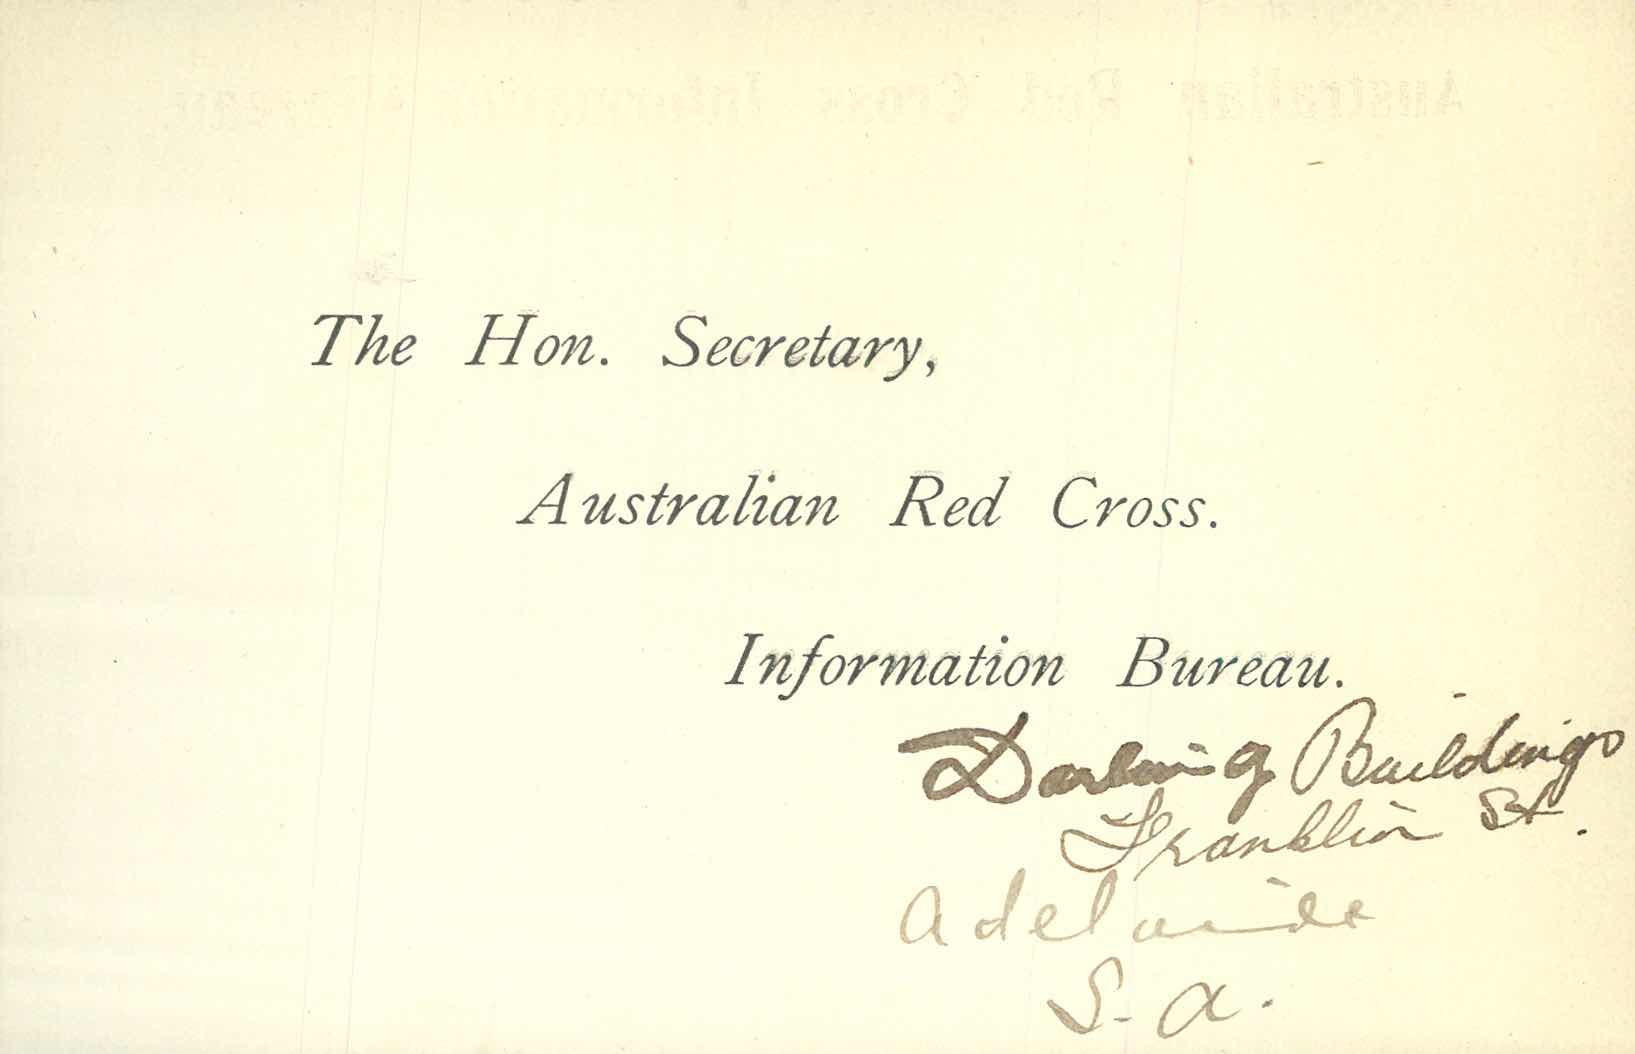 The Hon. Secretary,
Australian Red Cross.
Information Bureau.
Darling Buildings
Franklin St.
Adelaide
S. A.